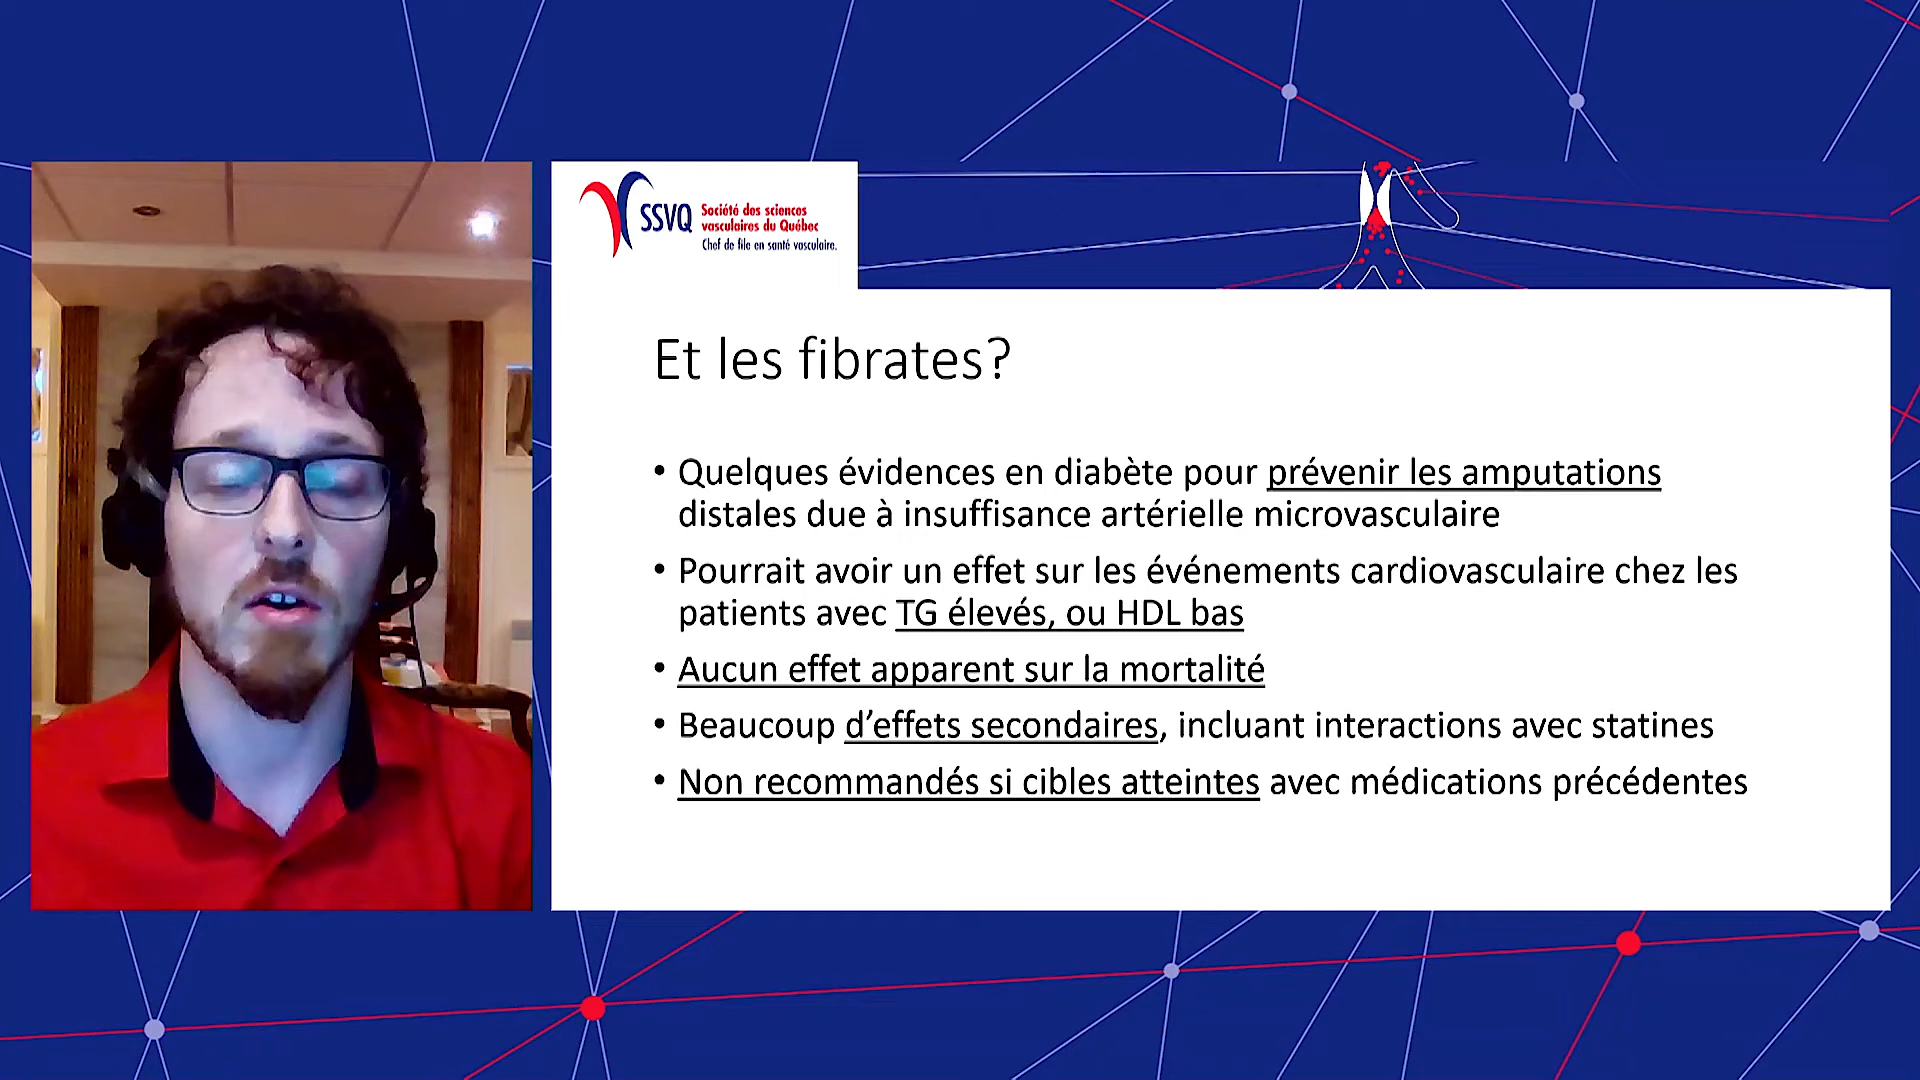 SSVQ
Société des sciences
vasculaires du Québec
Chef de file en santé vasculaire.
Et les fibrates?
• Quelques évidences en diabète pour prévenir les amputations
distales due à insuffisance artérielle microvasculaire
• Pourrait avoir un effet sur les événements cardiovasculaire chez les
patients avec TG élevés, ou HDL bas
• Aucun effet apparent sur la mortalité
• Beaucoup d’effets secondaires, incluant interactions avec statines
• Non recommandés si cibles atteintes avec médications précédentes